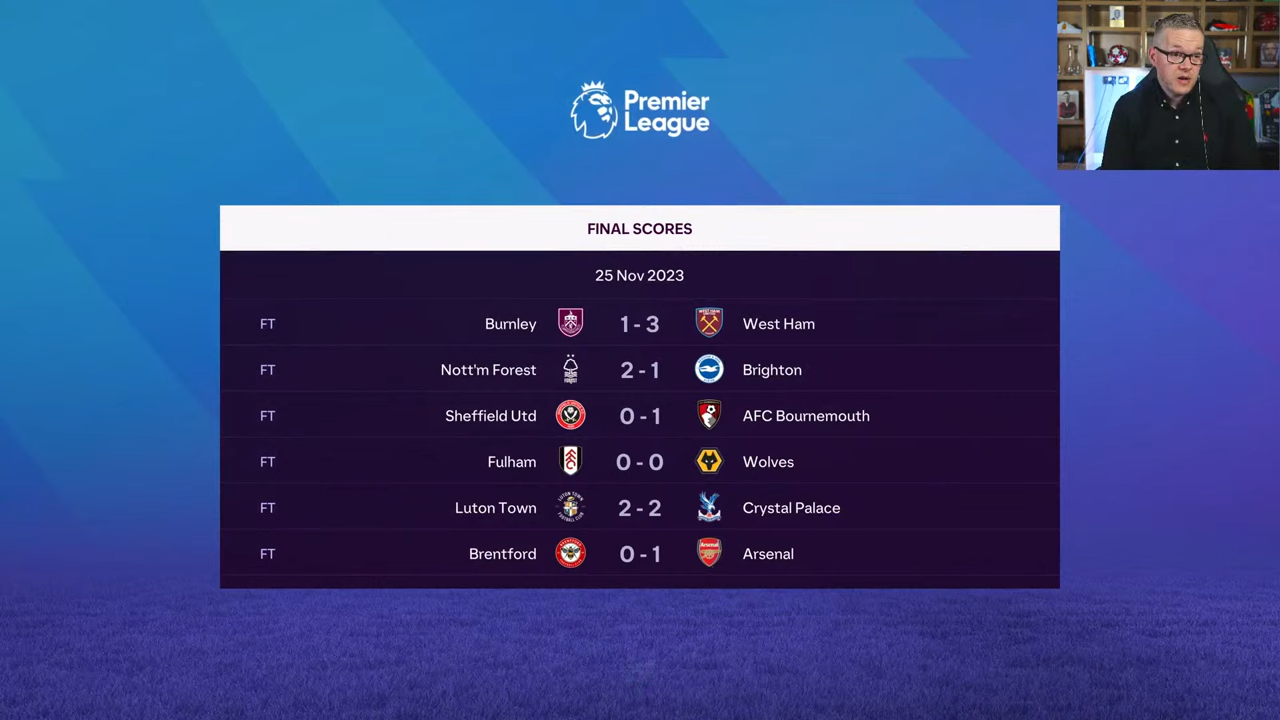 Premier
League
FINAL SCORES
25 Nov 2023
FT Burnley 1 - 3 West Ham
FT Nott'm Forest 2 - 1 Brighton
FT Sheffield Utd 0 - 1 AFC Bournemouth
FT Fulham 0 - 0 Wolves
FT Luton Town 2 - 2 Crystal Palace
FT Brentford 0 - 1 Arsenal